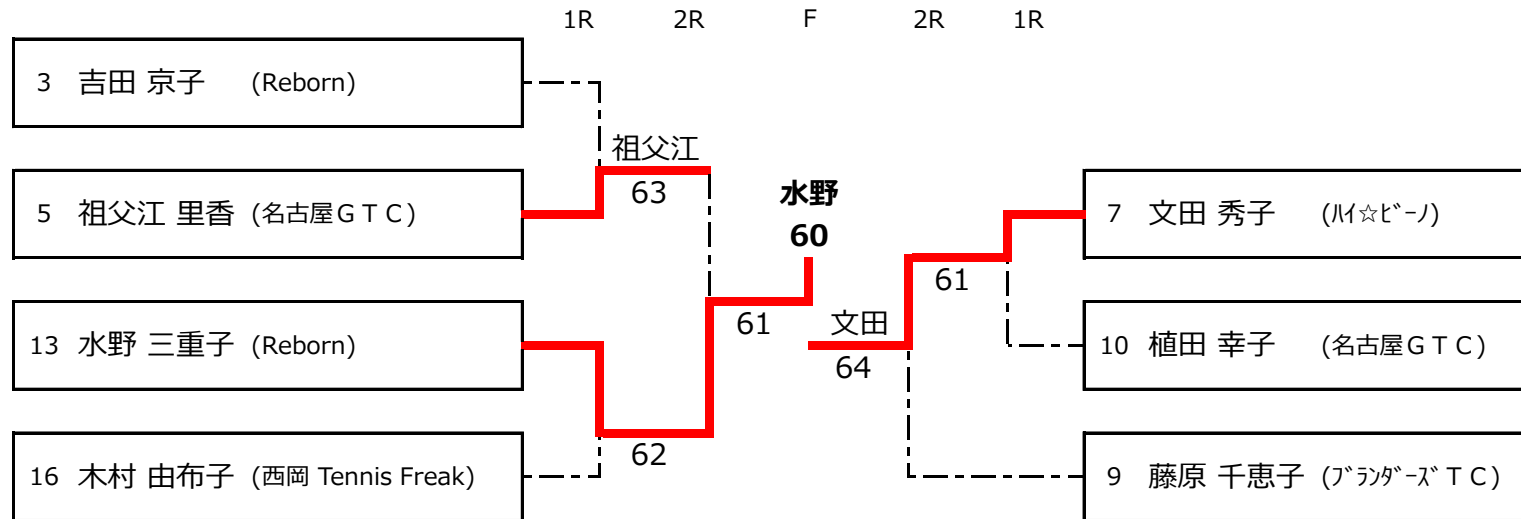 1R 2R F 2R 1R
3 吉田 京子 (Reborn)
祖父江
63
5 祖父江 里香 (名古屋ＧＴＣ)
水野
60
7 文田 秀子 (ﾊｲ☆ﾋﾞｰﾉ)
61
13 水野 三重子 (Reborn)
61
文田
64
10 植田 幸子 (名古屋ＧＴＣ)
62
16 木村 由布子 (西岡 Tennis Freak)
9 藤原 千恵子 (ﾌﾞﾗﾝﾀﾞｰｽﾞＴＣ)